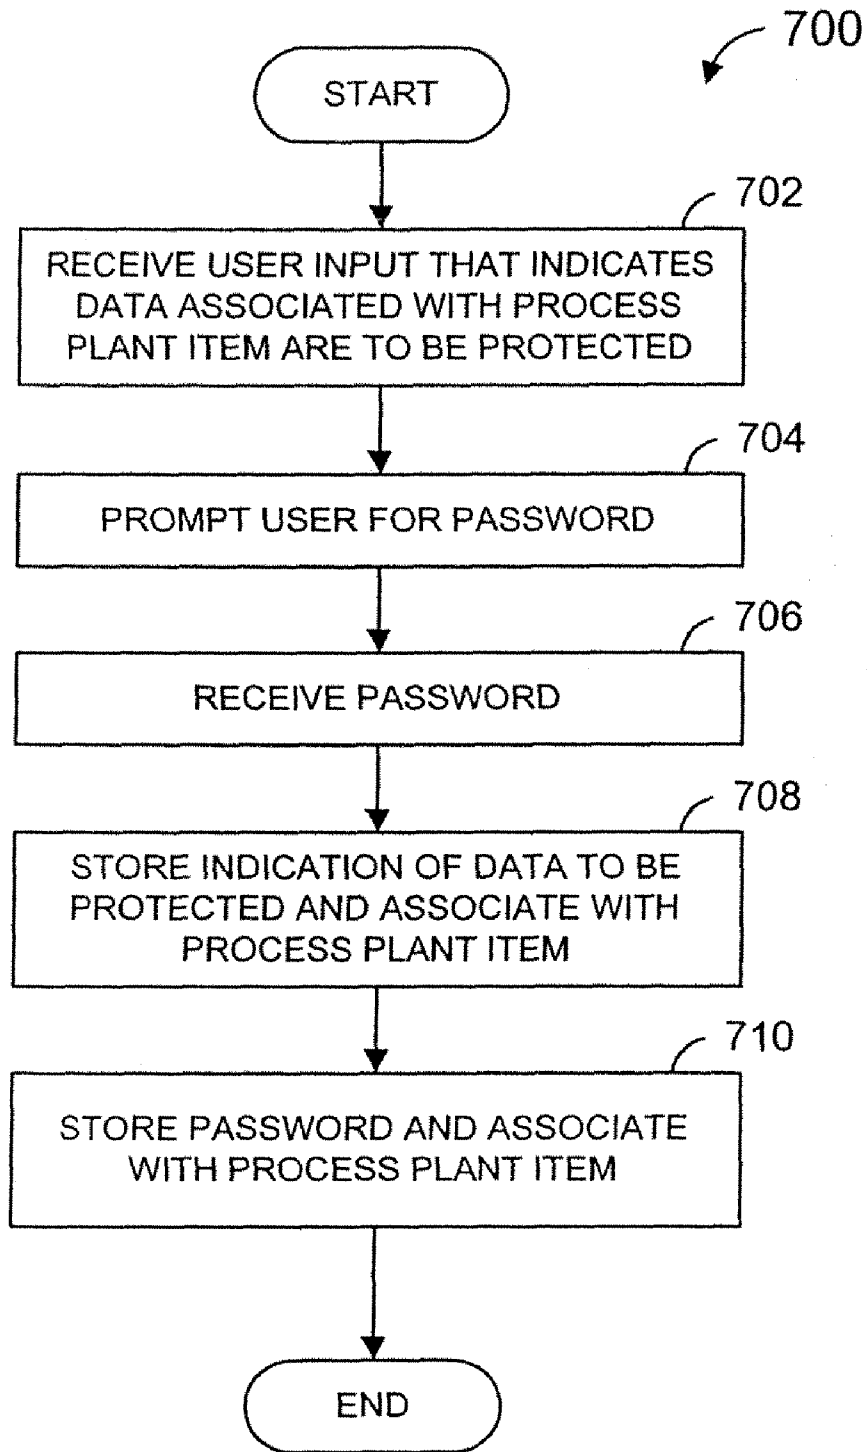 700
START
702
RECEIVE USER INPUT THAT INDICATES
DATA ASSOCIATED WITH PROCESS
PLANT ITEM ARE TO BE PROTECTED
704
PROMPT USER FOR PASSWORD
706
RECEIVE PASSWORD
708
STORE INDICATION OF DATA TO BE
PROTECTED AND ASSOCIATE WITH
PROCESS PLANT ITEM
710
STORE PASSWORD AND ASSOCIATE
WITH PROCESS PLANT ITEM
END